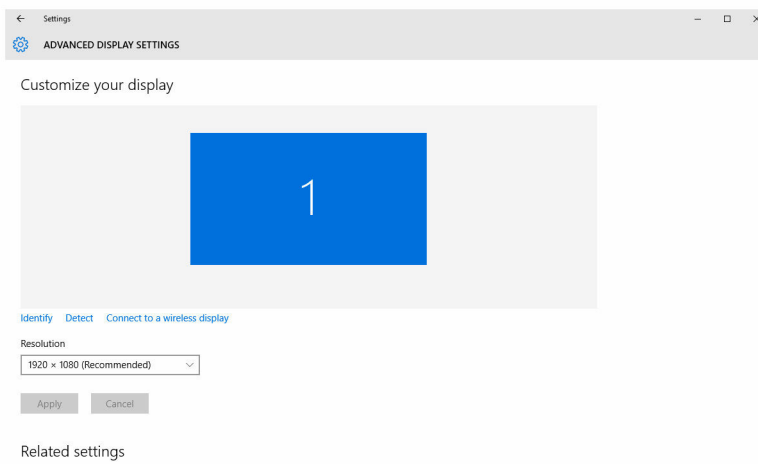 Settings
ADVANCED DISPLAY SETTINGS
Customize your display
1
Identify Detect Connect to a wireless display
Resolution
1920 × 1080 (Recommended)
Apply Cancel
Related settings